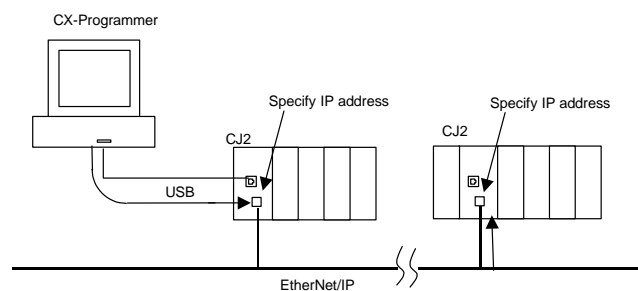 CX-Programmer
Specify IP address
Specify IP address
CJ2
CJ2
USB
EtherNet/IP